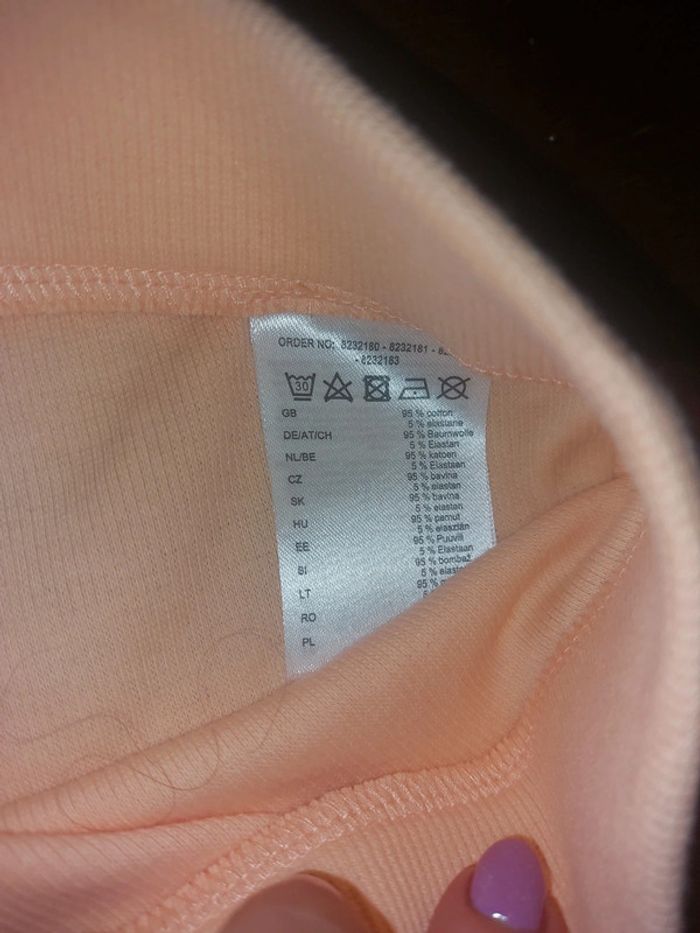 ORDER NO: 8232180 - 8232181 -
- 8232183
30
GB 95 % cotton
5 % elastane
DE/AT/CH 95 % Baumwolle
5 % Elastan
NL/BE 95 % katoen
5 % Elastaan
CZ 95 % bavlna
5 % elastan
SK 95 % bavlna
5 % elastan
HU 95 % pamut
5 % elasztán
EE 95 % Puuvill
5 % Elastaan
SI 95 % bombaž
5 %
LT 95 %
RO
PL